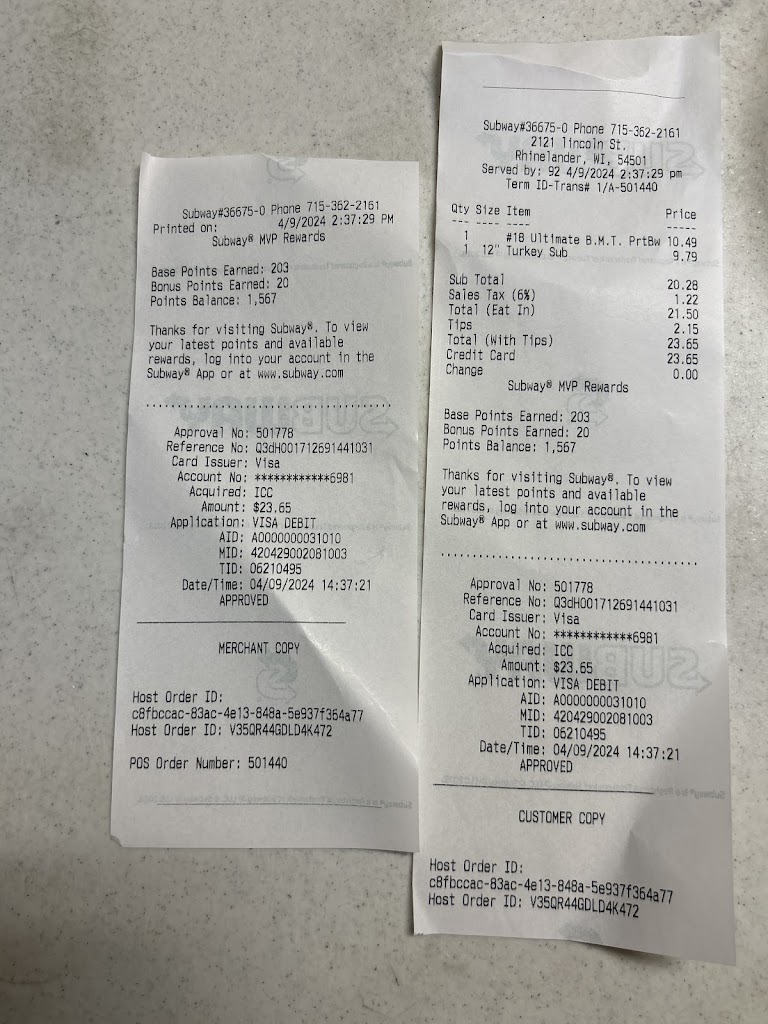 Subway#36675-0 Phone 715-362-2161
Printed on: 4/9/2024 2:37:29 PM
Subway® MVP Rewards
Base Points Earned: 203
Bonus Points Earned: 20
Points Balance: 1,567
Thanks for visiting Subway®. To view
your latest points and available
rewards, log into your account in the
Subway® App or at www.subway.com
Approval No: 501778
Reference No: Q3dH001712691441031
Card Issuer: Visa
Account No: ************6981
Acquired: ICC
Amount: $23.65
Application: VISA DEBIT
AID: A0000000031010
MID: 420429002081003
TID: 06210495
Date/Time: 04/09/2024 14:37:21
APPROVED
MERCHANT COPY
Host Order ID:
c8fbccac-83ac-4e13-848a-5e937f364a77
Host Order ID: V35QR44GDLD4K472
POS Order Number: 501440
Subway#36675-0 Phone 715-362-2161
2121 lincoln St.
Rhinelander, WI, 54501
Served by: 92 4/9/2024 2:37:29 pm
Term ID-Trans# 1/A-501440
Qty Size Item Price
1 #18 Ultimate B.M.T. PrtBw 10.49
1 12" Turkey Sub 9.79
Sub Total 20.28
Sales Tax (6%) 1.22
Total (Eat In) 21.50
Tips 2.15
Total (With Tips) 23.65
Credit Card 23.65
Change 0.00
Subway® MVP Rewards
Base Points Earned: 203
Bonus Points Earned: 20
Points Balance: 1,567
Thanks for visiting Subway®. To view
your latest points and available
rewards, log into your account in the
Subway® App or at www.subway.com
Approval No: 501778
Reference No: Q3dH001712691441031
Card Issuer: Visa
Account No: ************6981
Acquired: ICC
Amount: $23.65
Application: VISA DEBIT
AID: A0000000031010
MID: 420429002081003
TID: 06210495
Date/Time: 04/09/2024 14:37:21
APPROVED
CUSTOMER COPY
Host Order ID:
c8fbccac-83ac-4e13-848a-5e937f364a77
Host Order ID: V35QR44GDLD4K472